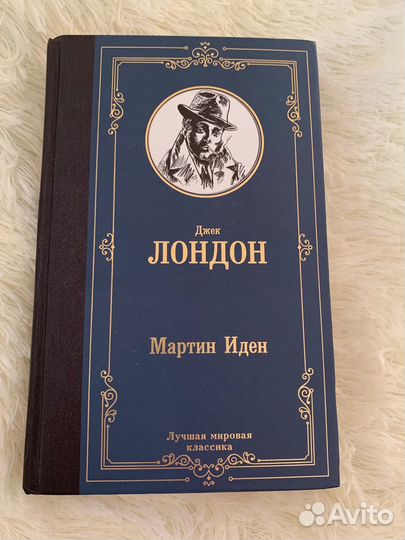 Джек
ЛОНДОН
Мартин Иден
Лучшая мировая
классика
Avito